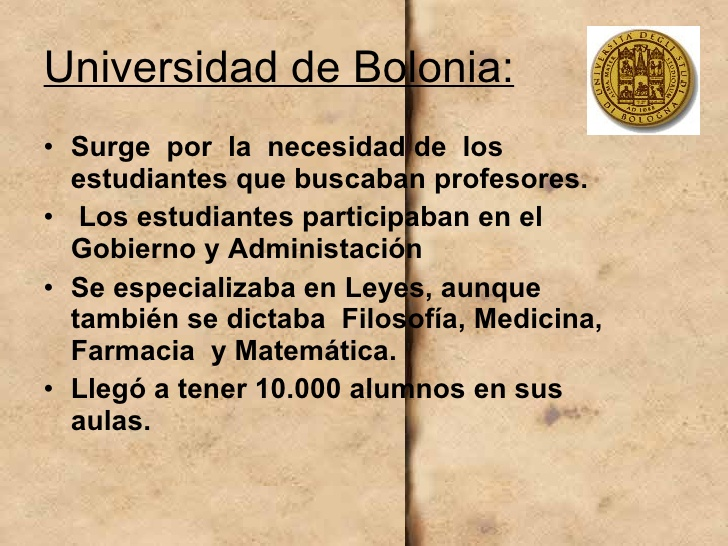 Universidad de Bolonia:
• Surge por la necesidad de los
estudiantes que buscaban profesores.
• Los estudiantes participaban en el
Gobierno y Administación
• Se especializaba en Leyes, aunque
también se dictaba Filosofía, Medicina,
Farmacia y Matemática.
• Llegó a tener 10.000 alumnos en sus
aulas.
UNIVERSITA DEGLI STUDI DI BOLOGNA